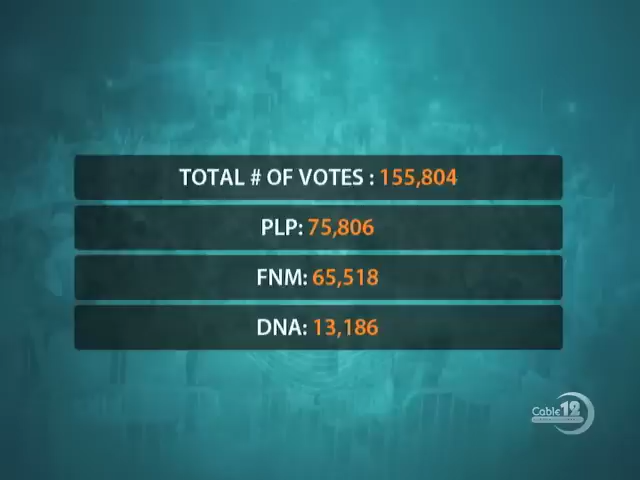 TOTAL # OF VOTES : 155,804
PLP: 75,806
FNM: 65,518
DNA: 13,186
Cable 12